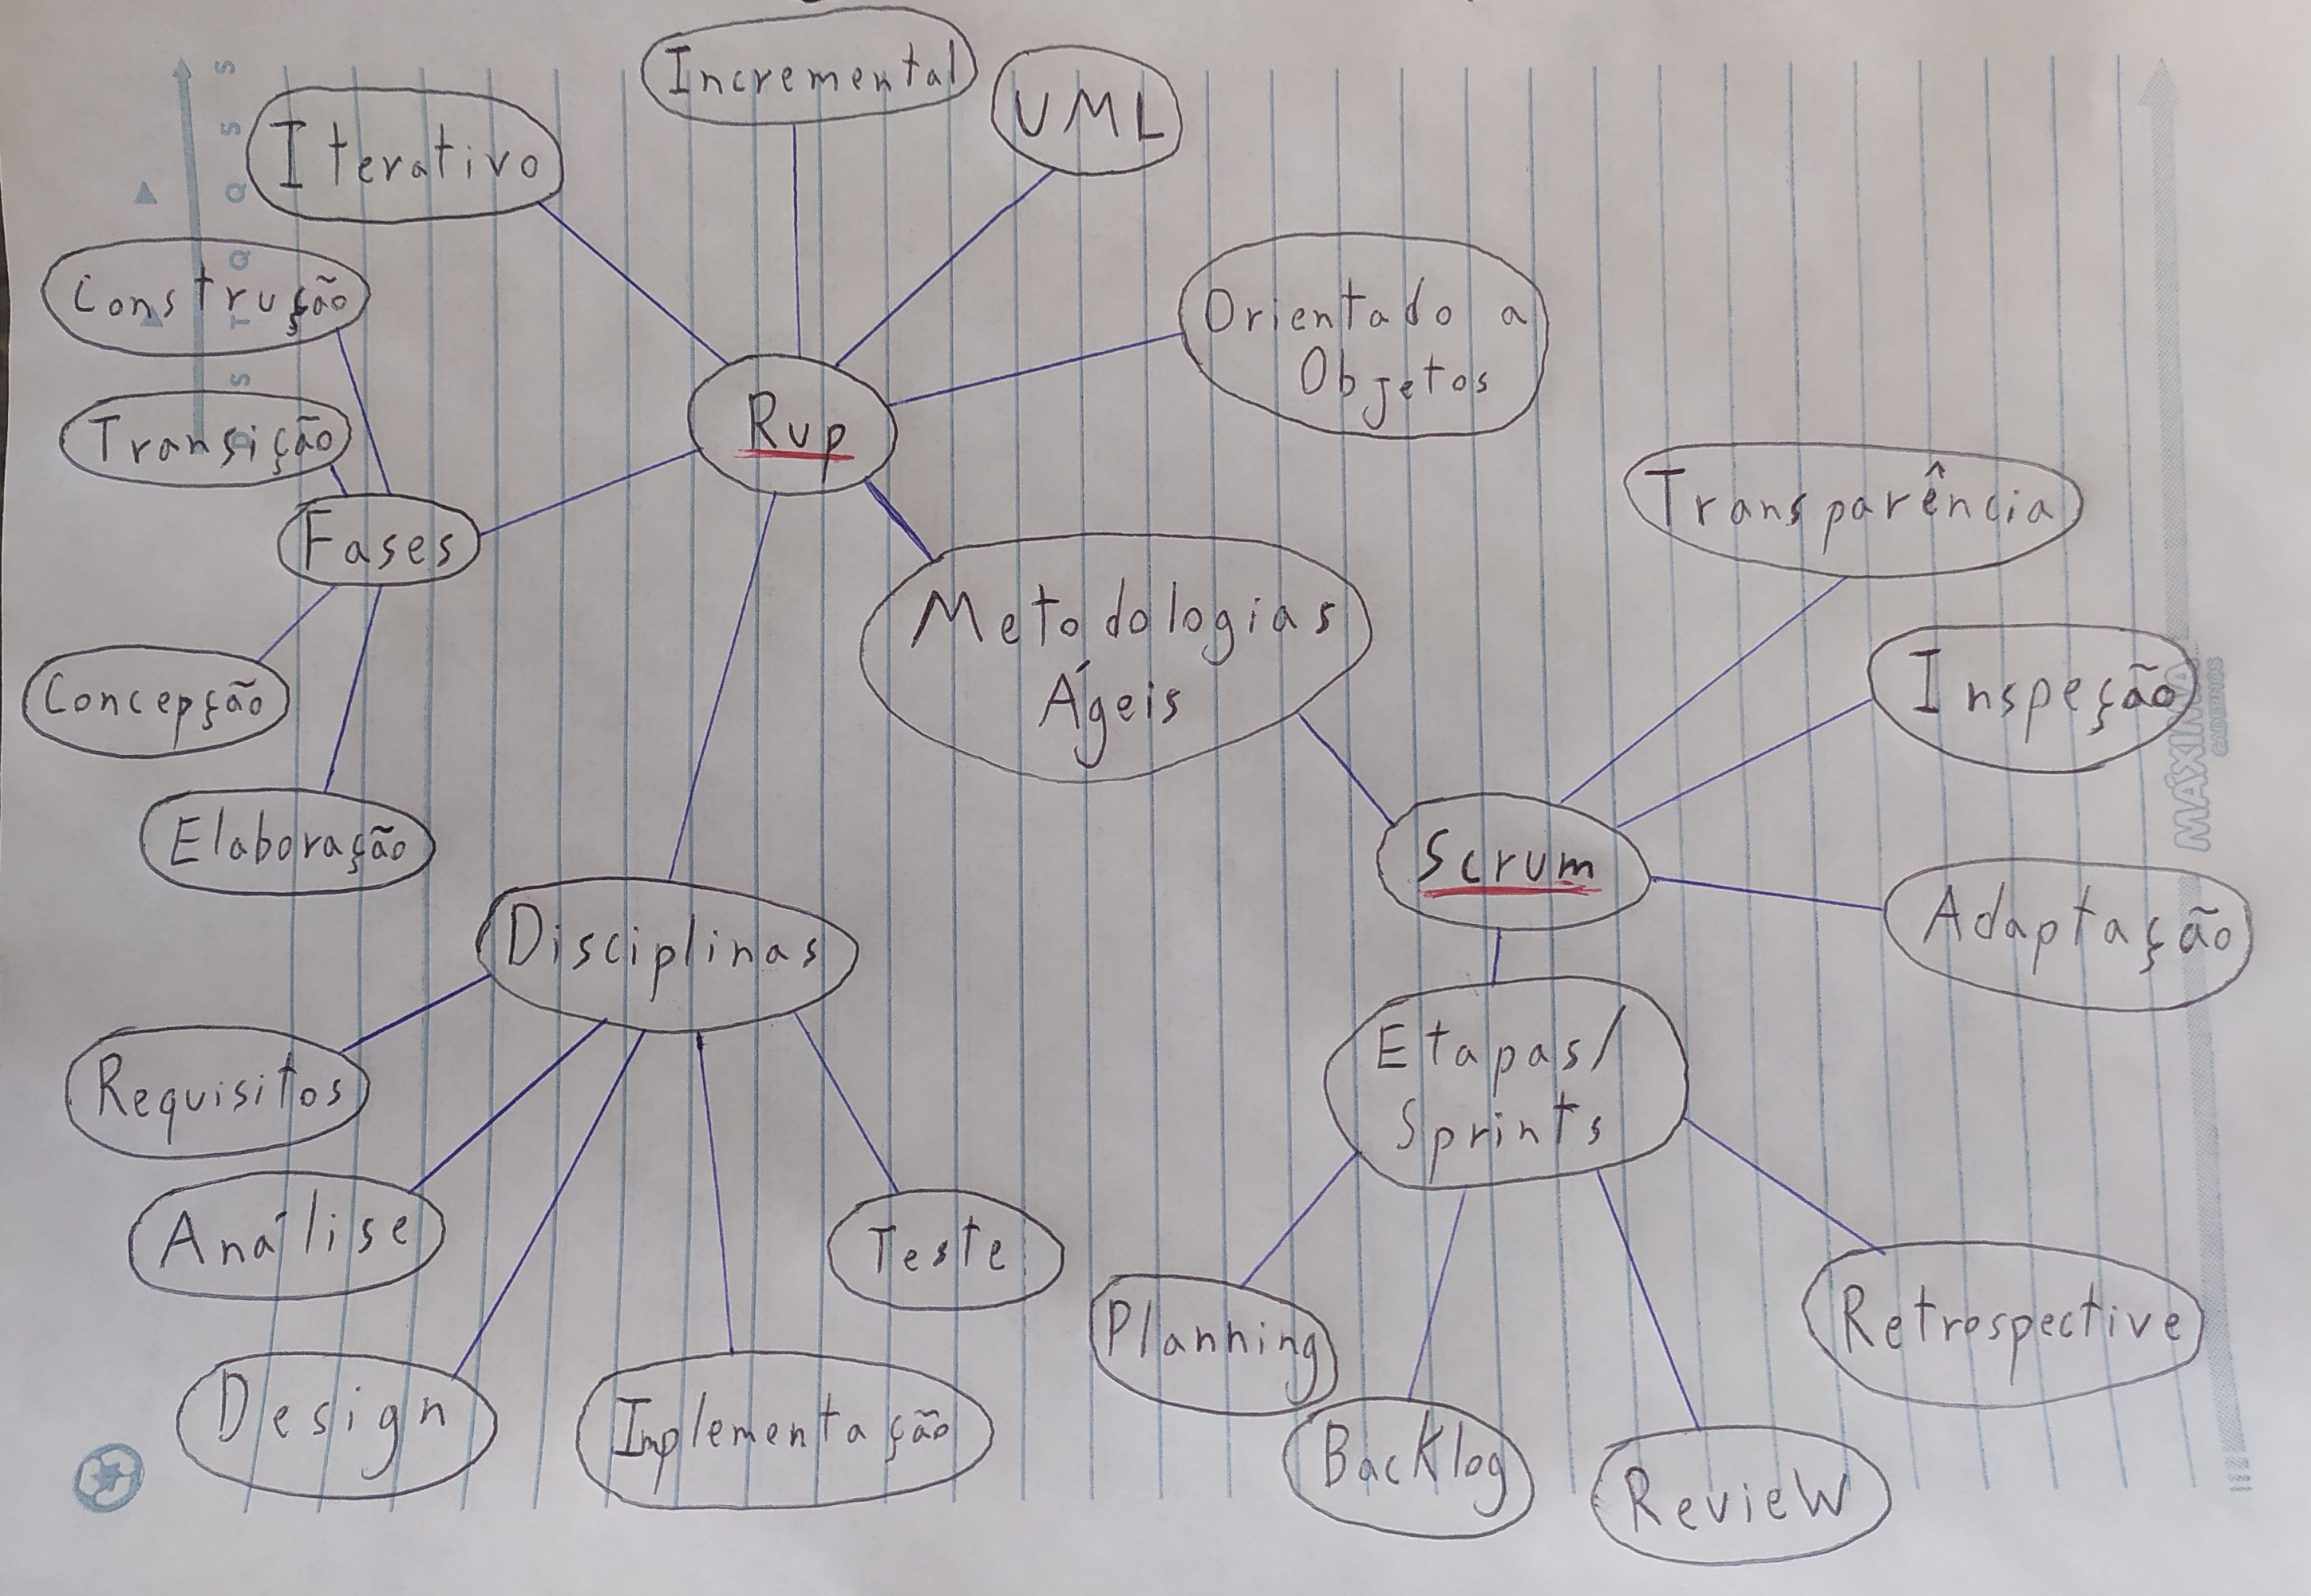 Incremental
UML
Iterativo
Construção
Orientado a
Objetos
Rup
Transição
Fases
Transparência
Metodologias
Ágeis
Inspeção
Concepção
Elaboração
Scrum
Adaptação
Disciplinas
Etapas/
Sprints
Requisitos
Análise
Teste
Planning
Retrospective
Design
Implementação
Backlog
Review
S
S
Q
Q
T
S
D
MÁXIMA
CADERNOS